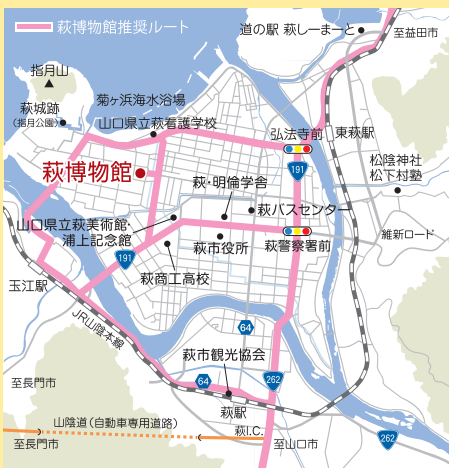 萩博物館推奨ルート
道の駅 萩しーまーと
至益田市
指月山
萩城跡
(指月公園)
菊ヶ浜海水浴場
山口県立萩看護学校
弘法寺前
東萩駅
萩博物館
191
松陰神社
松下村塾
萩・明倫学舎
萩バスセンター
山口県立萩美術館・
浦上記念館
萩市役所
萩警察署前
維新ロード
191
萩商工高校
玉江駅
JR山陰本線
64
萩市観光協会
至長門市
64
262
萩駅
山陰道(自動車専用道路)
萩I.C.
至長門市
至山口市
262